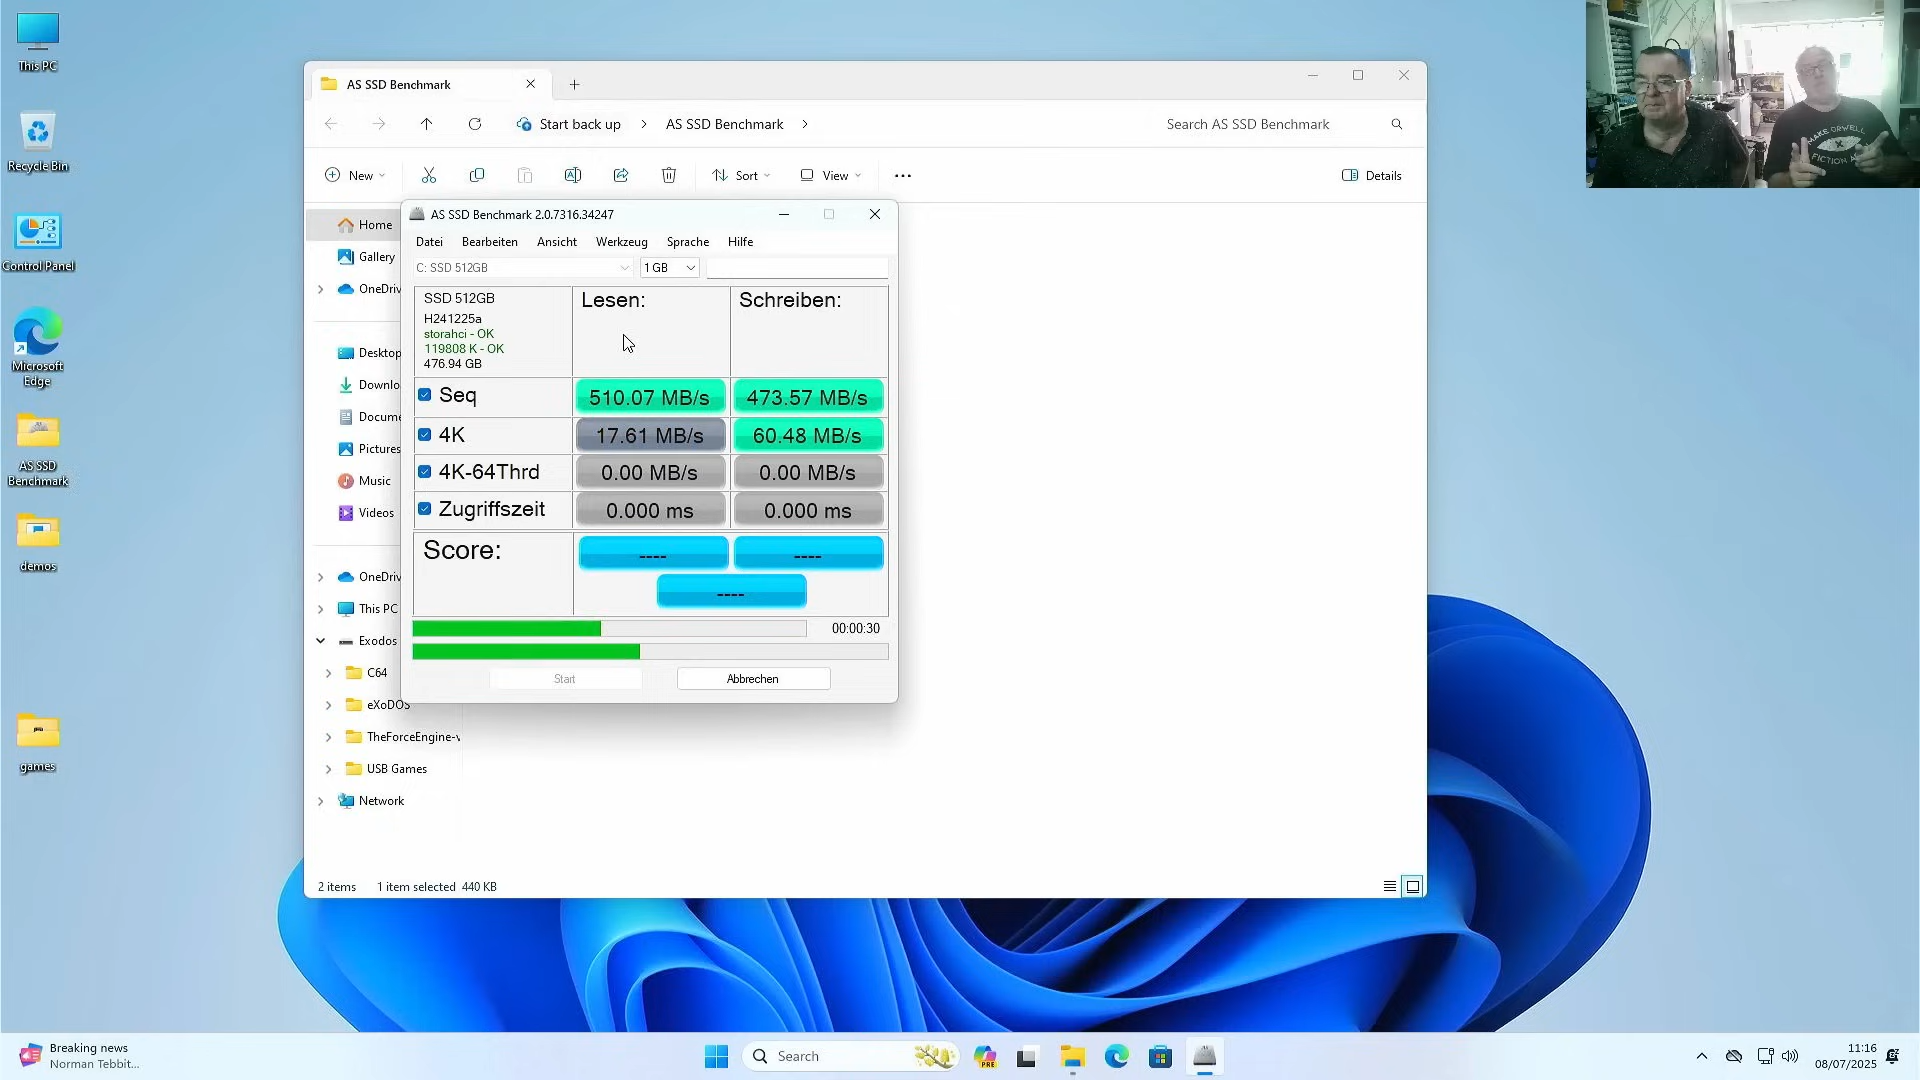 This PC
Recycle Bin
Control Panel
Microsoft
Edge
AS SSD
Benchmark
demos
games
AS SSD Benchmark
Start back up
AS SSD Benchmark
Search AS SSD Benchmark
New
Sort
View
Details
Home
Gallery
OneDriv
Desktop
Downlo
Docume
Pictures
Music
Videos
OneDriv
This PC
Exodos
C64
eXoDOS
TheForceEngine-v
USB Games
Network
2 items
1 item selected 440 KB
AS SSD Benchmark 2.0.7316.34247
Datei Bearbeiten Ansicht Werkzeug Sprache Hilfe
C: SSD 512GB
1 GB
SSD 512GB
H241225a
storahci - OK
119808 K - OK
476.94 GB
Lesen:
Schreiben:
Seq
510.07 MB/s
473.57 MB/s
4K
17.61 MB/s
60.48 MB/s
4K-64Thrd
0.00 MB/s
0.00 MB/s
Zugriffszeit
0.000 ms
0.000 ms
Score:
----
----
----
00:00:30
Start
Abbrechen
MAKE ORWELL
FICTION
Breaking news
Norman Tebbit...
Search
PRE
11:16
08/07/2025